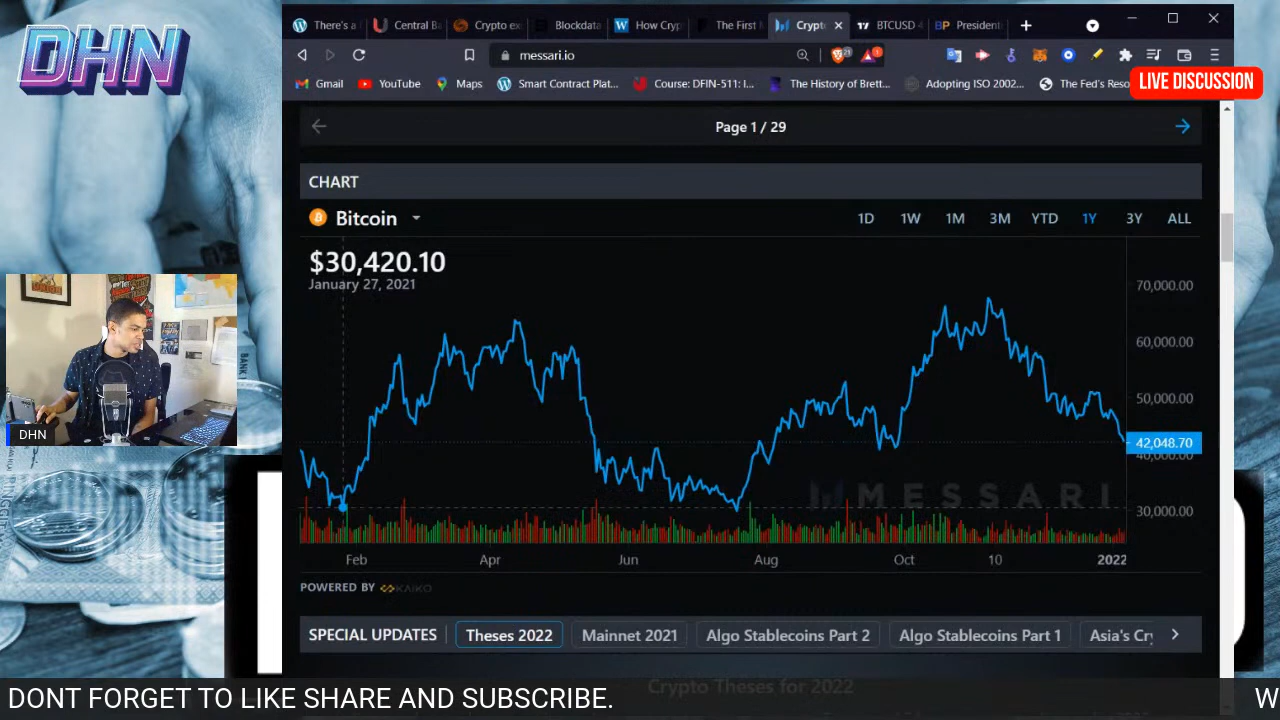 DHN
There's a
Central Ba
Crypto ex
Blockdata
How Cryp
The First
Crypto
BTCUSD
President
messari.io
Gmail
YouTube
Maps
Smart Contract Plat...
Course: DFIN-511: I...
The History of Brett...
Adopting ISO 2002...
The Fed's Reso
LIVE DISCUSSION
Page 1 / 29
CHART
Bitcoin
1D 1W 1M 3M YTD 1Y 3Y ALL
$30,420.10
January 27, 2021
70,000.00
60,000.00
50,000.00
42,048.70
40,000.00
30,000.00
MESSARI
Feb Apr Jun Aug Oct 10 2022
POWERED BY KAIKO
DHN
SPECIAL UPDATES
Theses 2022
Mainnet 2021
Algo Stablecoins Part 2
Algo Stablecoins Part 1
Asia's Cry
Crypto Theses for 2022
DONT FORGET TO LIKE SHARE AND SUBSCRIBE.
W